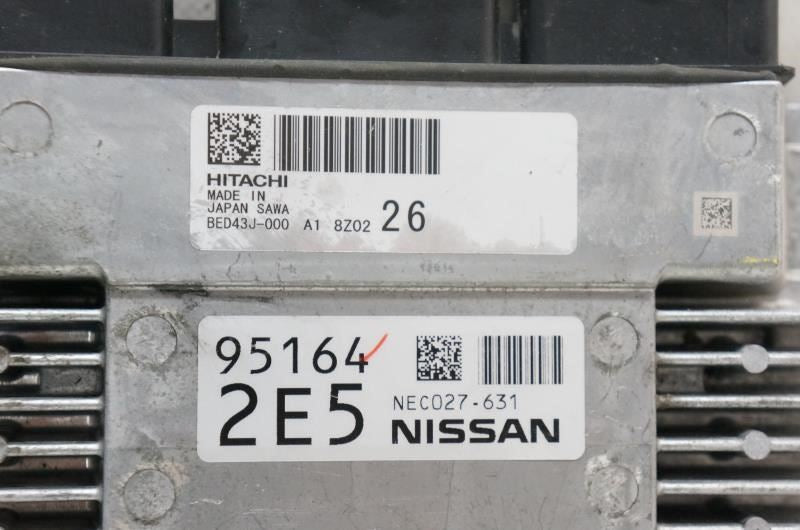 HITACHI
MADE IN
JAPAN SAWA
BED43J-000 A1 8Z02 26
95164
2E5 NEC027-631
NISSAN